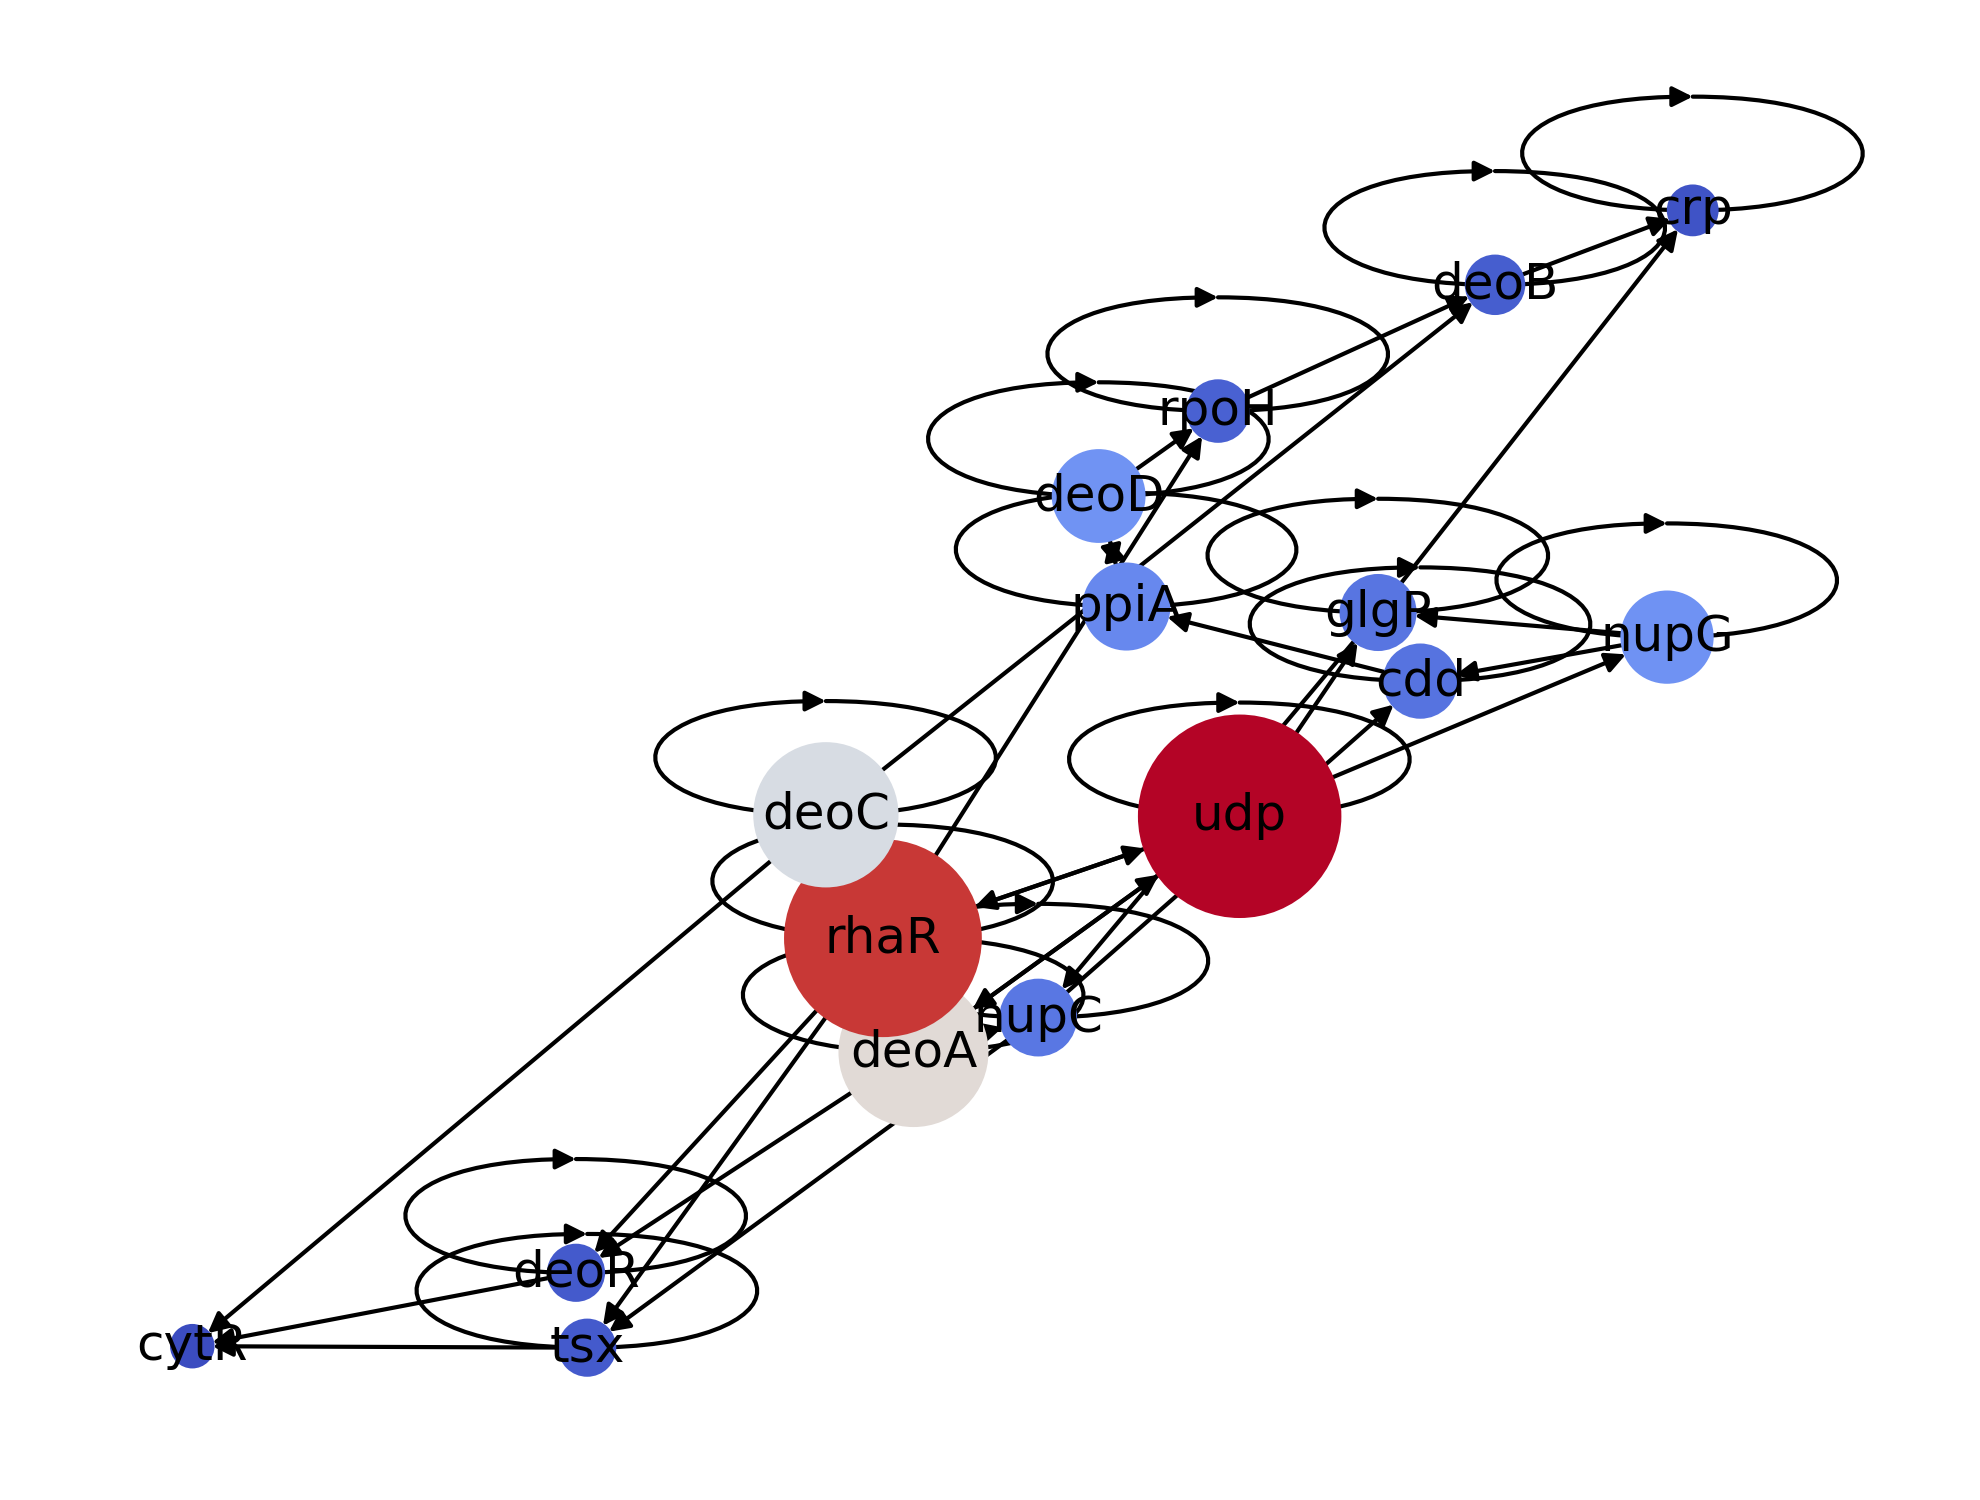 crp
deoB
rpoH
deoD
ppiA
glgP
nupG
cdd
deoC
udp
rhaR
nupC
deoA
deoR
cytR
tsx